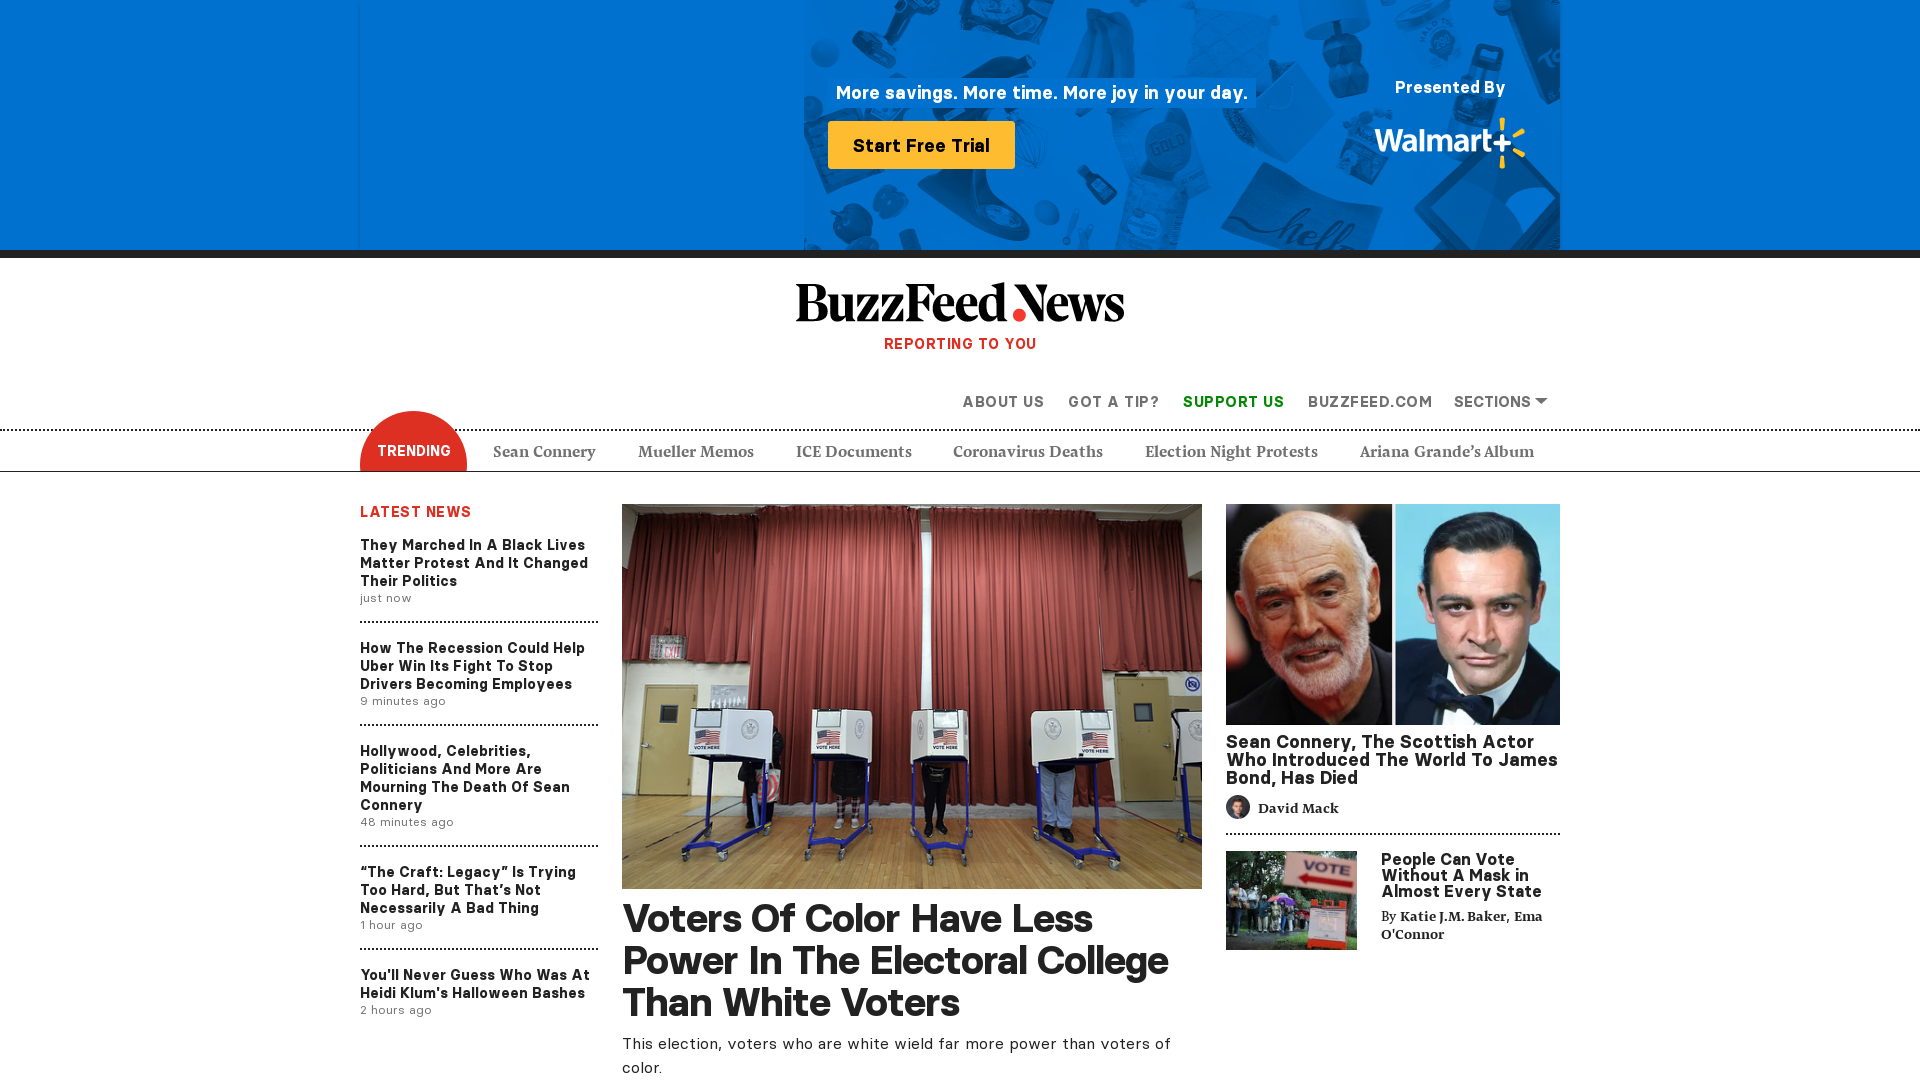 More savings. More time. More joy in your day.
Start Free Trial
Presented By
Walmart+
BuzzFeed News
REPORTING TO YOU
ABOUT US GOT A TIP? SUPPORT US BUZZFEED.COM SECTIONS
TRENDING Sean Connery Mueller Memos ICE Documents Coronavirus Deaths Election Night Protests Ariana Grande’s Album
LATEST NEWS
They Marched In A Black Lives
Matter Protest And It Changed
Their Politics
just now
How The Recession Could Help
Uber Win Its Fight To Stop
Drivers Becoming Employees
9 minutes ago
Hollywood, Celebrities,
Politicians And More Are
Mourning The Death Of Sean
Connery
48 minutes ago
“The Craft: Legacy” Is Trying
Too Hard, But That’s Not
Necessarily A Bad Thing
1 hour ago
You'll Never Guess Who Was At
Heidi Klum's Halloween Bashes
2 hours ago
EXIT
VOTE HERE
VOTE HERE
VOTE HERE
VOTE HERE
Voters Of Color Have Less
Power In The Electoral College
Than White Voters
This election, voters who are white wield far more power than voters of
color.
Sean Connery, The Scottish Actor
Who Introduced The World To James
Bond, Has Died
David Mack
VOTE
People Can Vote
Without A Mask in
Almost Every State
By Katie J.M. Baker, Ema
O'Connor
hello
GOLD